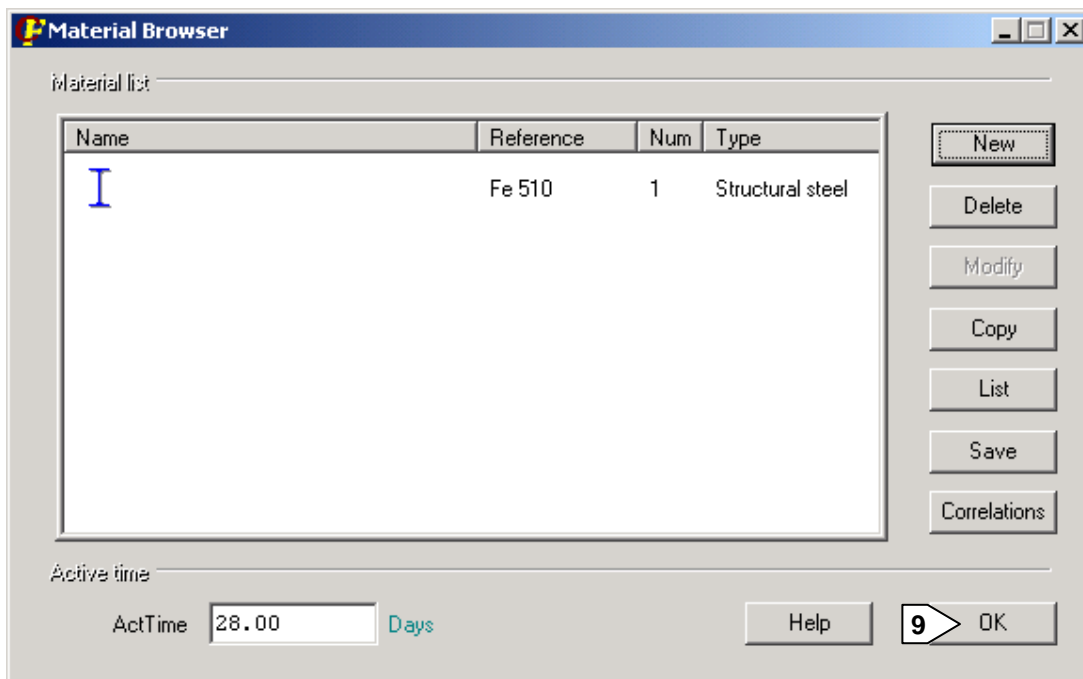 Material Browser
Material list
Name Reference Num Type
Fe 510 1 Structural steel
New
Delete
Modify
Copy
List
Save
Correlations
Active time
ActTime 28.00 Days
Help 9 OK